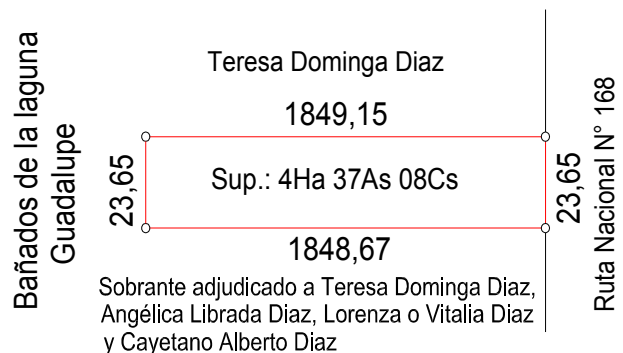 Bañados de la laguna
Guadalupe
Teresa Dominga Diaz
1849,15
23,65
Sup.: 4Ha 37As 08Cs
23,65
Ruta Nacional N° 168
1848,67
Sobrante adjudicado a Teresa Dominga Diaz,
Angélica Librada Diaz, Lorenza o Vitalia Diaz
y Cayetano Alberto Diaz